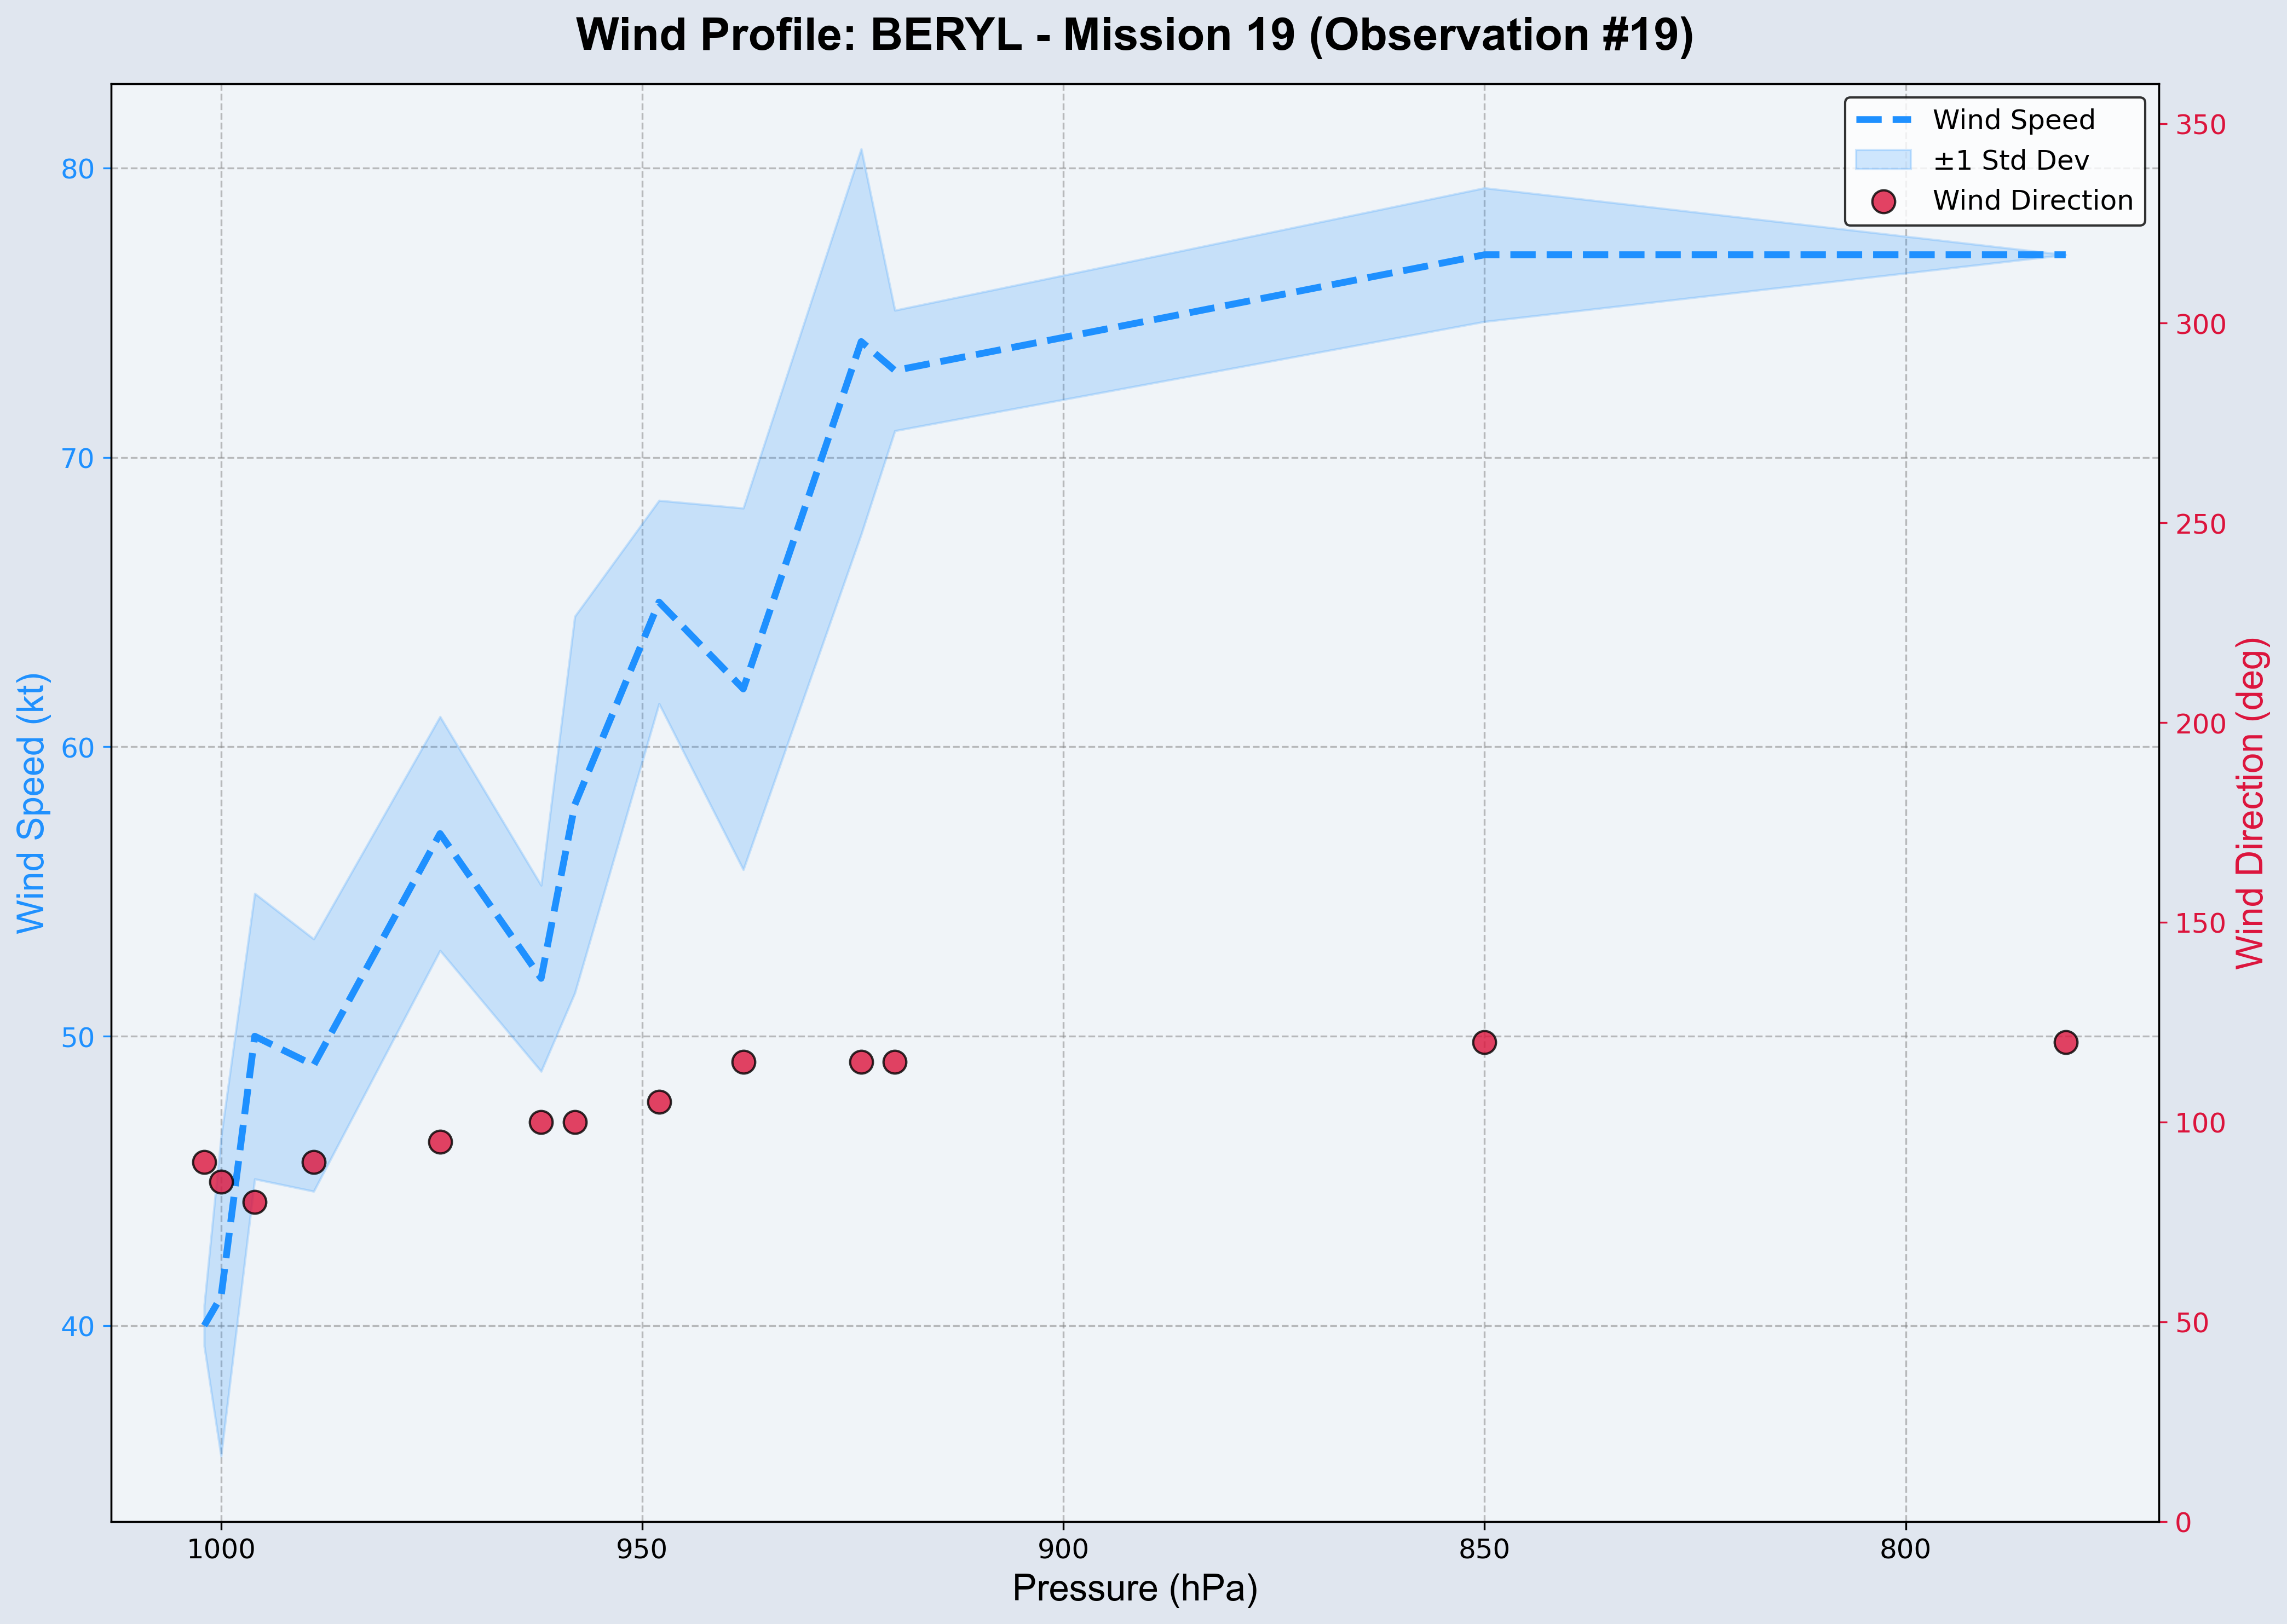 Wind Profile: BERYL - Mission 19 (Observation #19)
Wind Speed
±1 Std Dev
Wind Direction
80
70
60
50
40
Wind Speed (kt)
350
300
250
200
150
100
50
0
Wind Direction (deg)
1000
950
900
850
800
Pressure (hPa)